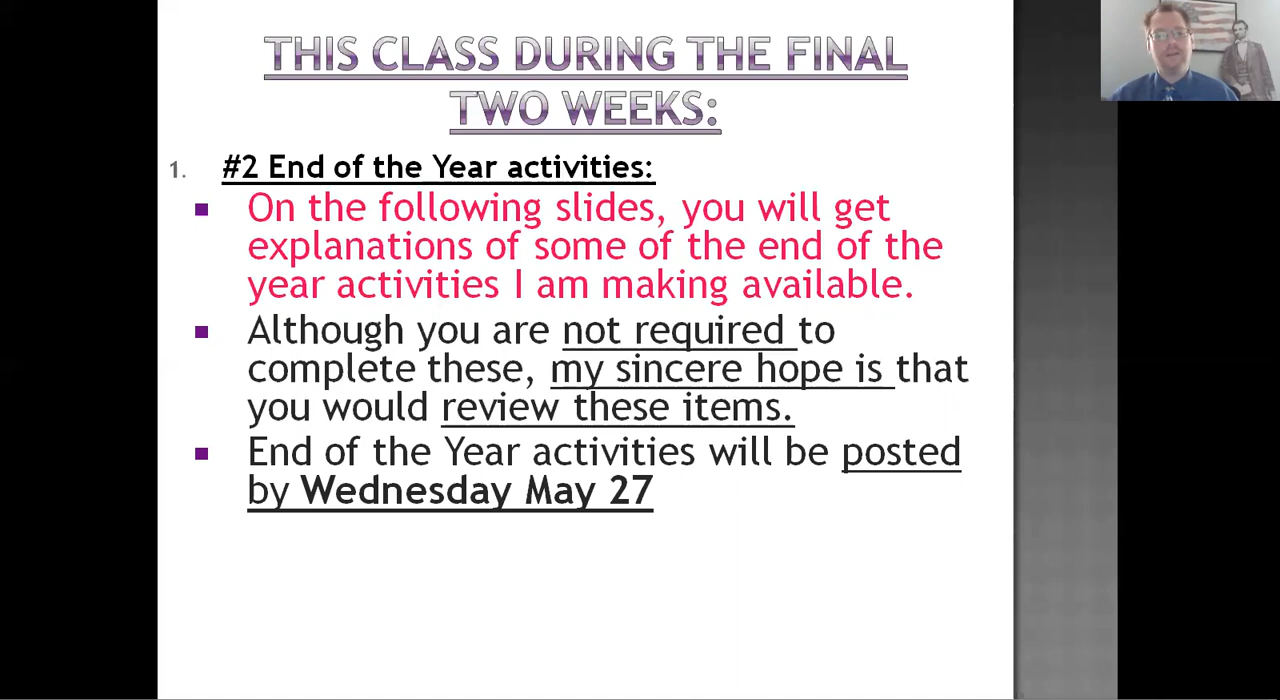 THIS CLASS DURING THE FINAL
TWO WEEKS:
1. #2 End of the Year activities:
On the following slides, you will get
explanations of some of the end of the
year activities I am making available.
Although you are not required to
complete these, my sincere hope is that
you would review these items.
End of the Year activities will be posted
by Wednesday May 27